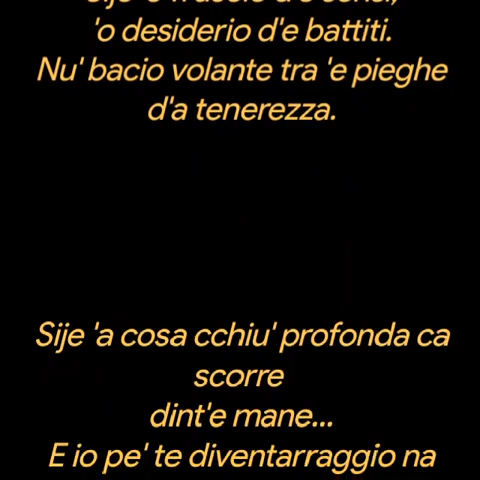 'o desiderio d'e battiti.
Nu' bacio volante tra 'e pieghe
d'a tenerezza.
Sije 'a cosa cchiu' profonda ca
scorre
dint'e mane...
E io pe' te diventarraggio na